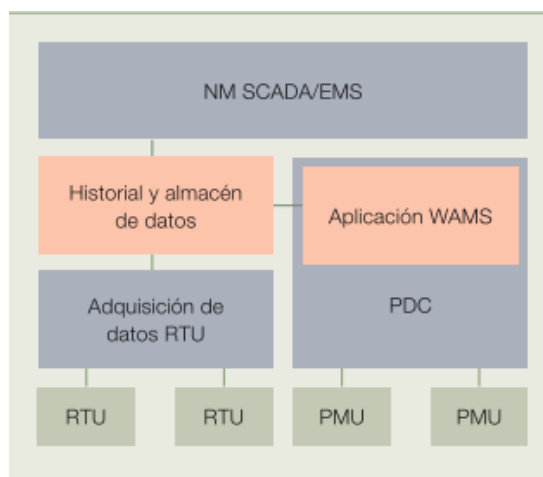 NM SCADA/EMS
Historial y almacén
de datos
Aplicación WAMS
Adquisición de
datos RTU
PDC
RTU
RTU
PMU
PMU